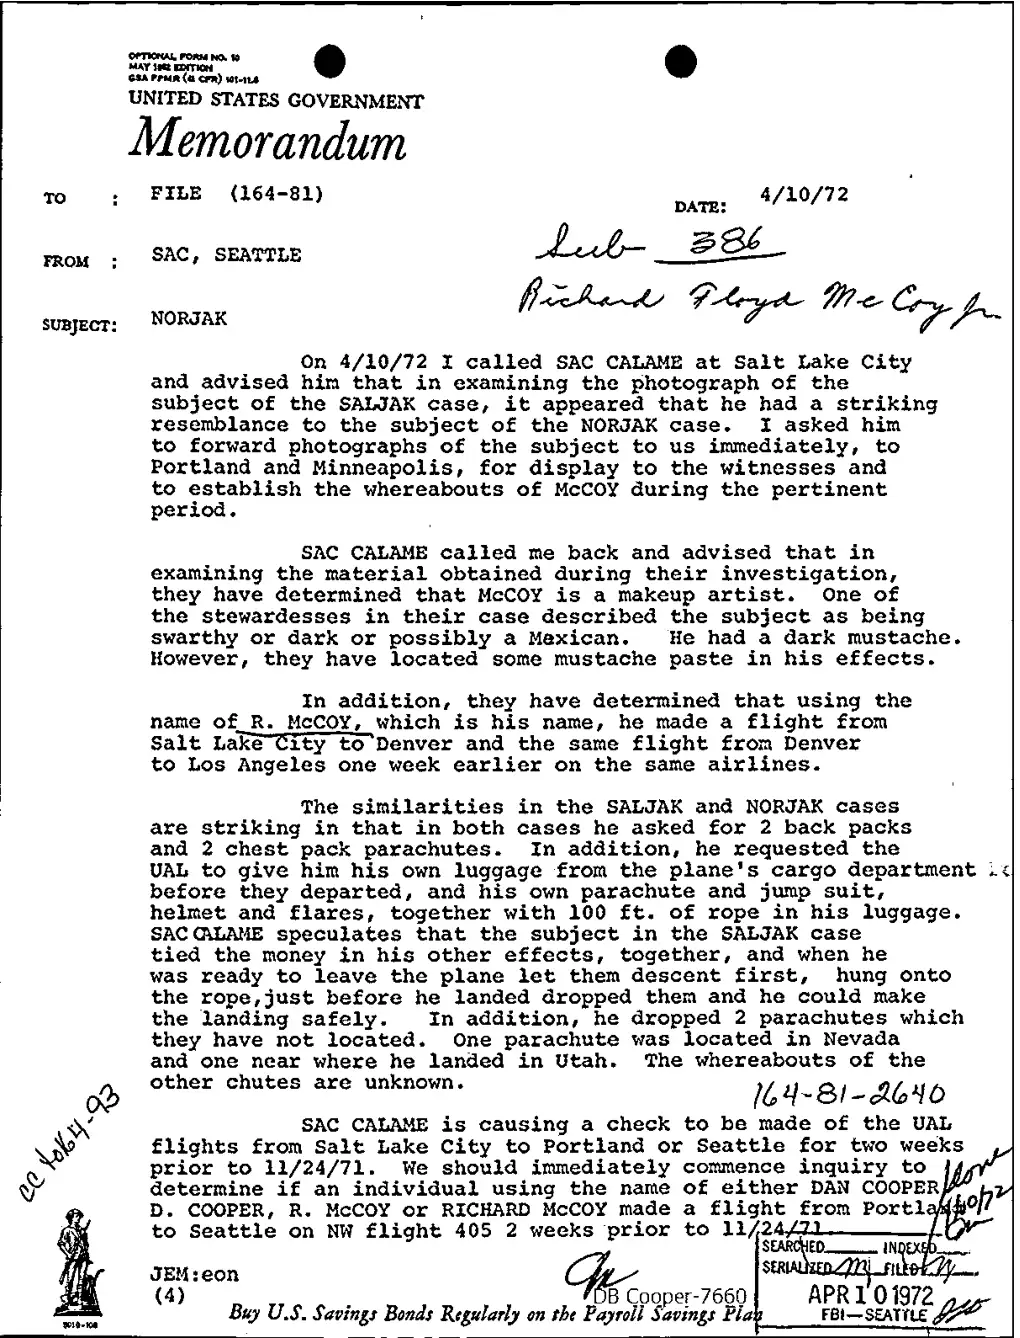 OPTIONAL FORM NO. 10
MAY 1962 EDITION
GSA FPMR (41 CFR) 101-11.6
UNITED STATES GOVERNMENT
Memorandum
TO : FILE (164-81)
DATE: 4/10/72
Sub 386
FROM : SAC, SEATTLE
Richard Floyd McCoy Jr
SUBJECT: NORJAK
On 4/10/72 I called SAC CALAME at Salt Lake City
and advised him that in examining the photograph of the
subject of the SALJAK case, it appeared that he had a striking
resemblance to the subject of the NORJAK case. I asked him
to forward photographs of the subject to us immediately, to
Portland and Minneapolis, for display to the witnesses and
to establish the whereabouts of McCOY during the pertinent
period.
SAC CALAME called me back and advised that in
examining the material obtained during their investigation,
they have determined that McCOY is a makeup artist. One of
the stewardesses in their case described the subject as being
swarthy or dark or possibly a Mexican. He had a dark mustache.
However, they have located some mustache paste in his effects.
In addition, they have determined that using the
name of R. McCOY, which is his name, he made a flight from
Salt Lake City to Denver and the same flight from Denver
to Los Angeles one week earlier on the same airlines.
The similarities in the SALJAK and NORJAK cases
are striking in that in both cases he asked for 2 back packs
and 2 chest pack parachutes. In addition, he requested the
UAL to give him his own luggage from the plane's cargo department
before they departed, and his own parachute and jump suit,
helmet and flares, together with 100 ft. of rope in his luggage.
SAC CALAME speculates that the subject in the SALJAK case
tied the money in his other effects, together, and when he
was ready to leave the plane let them descent first, hung onto
the rope,just before he landed dropped them and he could make
the landing safely. In addition, he dropped 2 parachutes which
they have not located. One parachute was located in Nevada
and one near where he landed in Utah. The whereabouts of the
other chutes are unknown.
164-81-2640
cc to 164-93
SAC CALAME is causing a check to be made of the UAL
flights from Salt Lake City to Portland or Seattle for two weeks
prior to 11/24/71. We should immediately commence inquiry to
determine if an individual using the name of either DAN COOPER
D. COOPER, R. McCOY or RICHARD McCOY made a flight from Portland
to Seattle on NW flight 405 2 weeks prior to 11/24/71
Done
SEARCHED INDEXED
SERIALIZED FILED
APR 10 1972
FBI—SEATTLE
JEM:eon
(4)
DB Cooper-7660
Buy U.S. Savings Bonds Regularly on the Payroll Savings Plan
5010-108